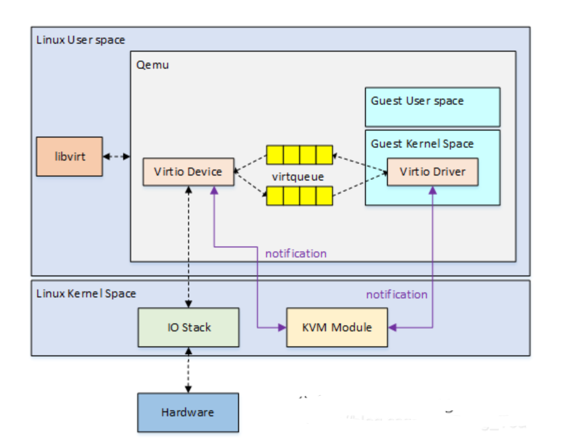 Linux User space
Qemu
Guest User space
Guest Kernel Space
libvirt
Virtio Device
virtqueue
Virtio Driver
notification
Linux Kernel Space
notification
IO Stack
KVM Module
Hardware